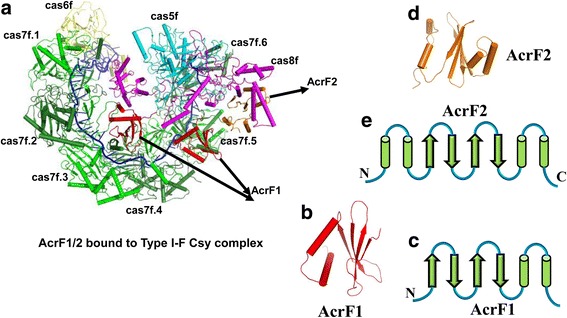 a
cas6f
cas5f
cas7f.1
cas7f.6
cas8f
AcrF2
cas7f.2
cas7f.5
cas7f.3
cas7f.4
AcrF1
AcrF1/2 bound to Type I-F Csy complex
d
AcrF2
e
AcrF2
N
C
b
AcrF1
c
N
AcrF1